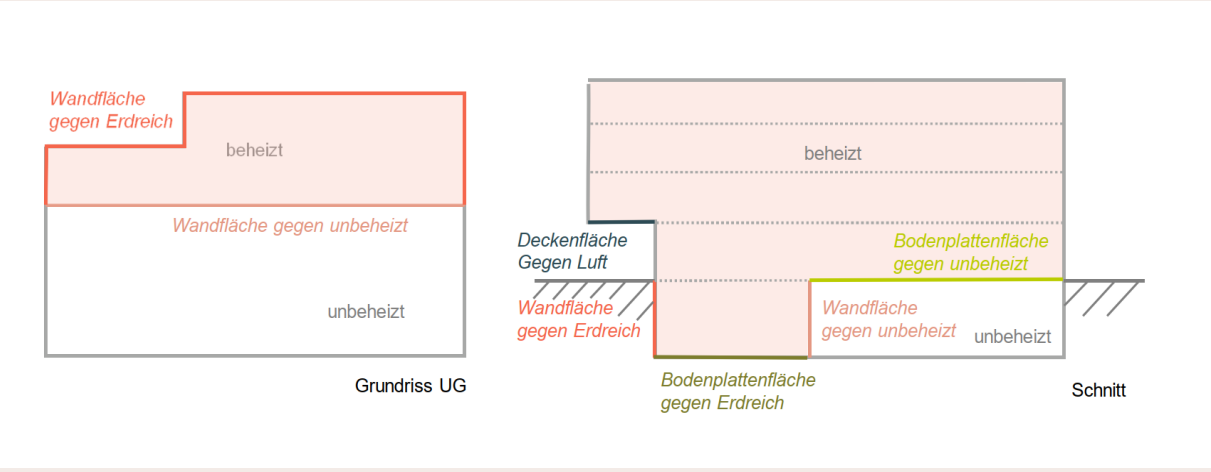 Wandfläche
gegen Erdreich
beheizt
Wandfläche gegen unbeheizt
unbeheizt
Grundriss UG
beheizt
Deckenfläche
Gegen Luft
Bodenplattenfläche
gegen unbeheizt
Wandfläche
gegen Erdreich
Wandfläche
gegen unbeheizt
unbeheizt
Bodenplattenfläche
gegen Erdreich
Schnitt